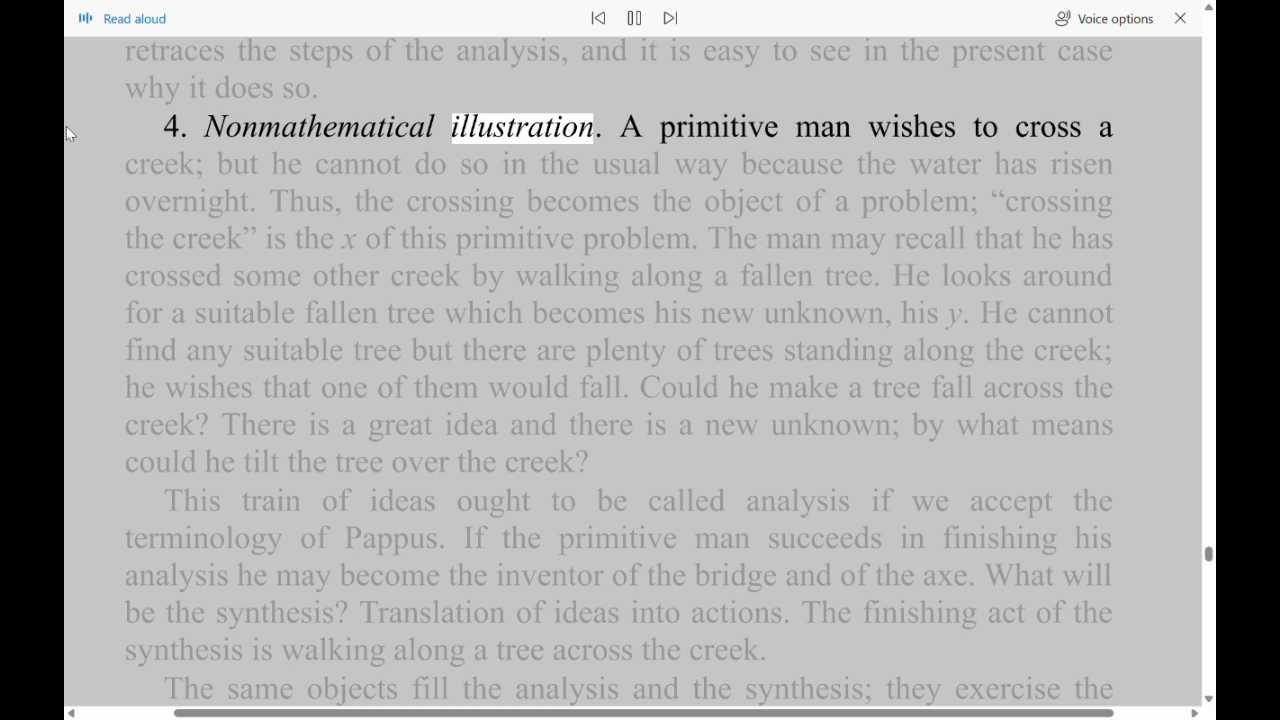 Read aloud
Voice options
retraces the steps of the analysis, and it is easy to see in the present case
why it does so.
4. Nonmathematical illustration. A primitive man wishes to cross a
creek; but he cannot do so in the usual way because the water has risen
overnight. Thus, the crossing becomes the object of a problem; “crossing
the creek” is the x of this primitive problem. The man may recall that he has
crossed some other creek by walking along a fallen tree. He looks around
for a suitable fallen tree which becomes his new unknown, his y. He cannot
find any suitable tree but there are plenty of trees standing along the creek;
he wishes that one of them would fall. Could he make a tree fall across the
creek? There is a great idea and there is a new unknown; by what means
could he tilt the tree over the creek?
This train of ideas ought to be called analysis if we accept the
terminology of Pappus. If the primitive man succeeds in finishing his
analysis he may become the inventor of the bridge and of the axe. What will
be the synthesis? Translation of ideas into actions. The finishing act of the
synthesis is walking along a tree across the creek.
The same objects fill the analysis and the synthesis; they exercise the